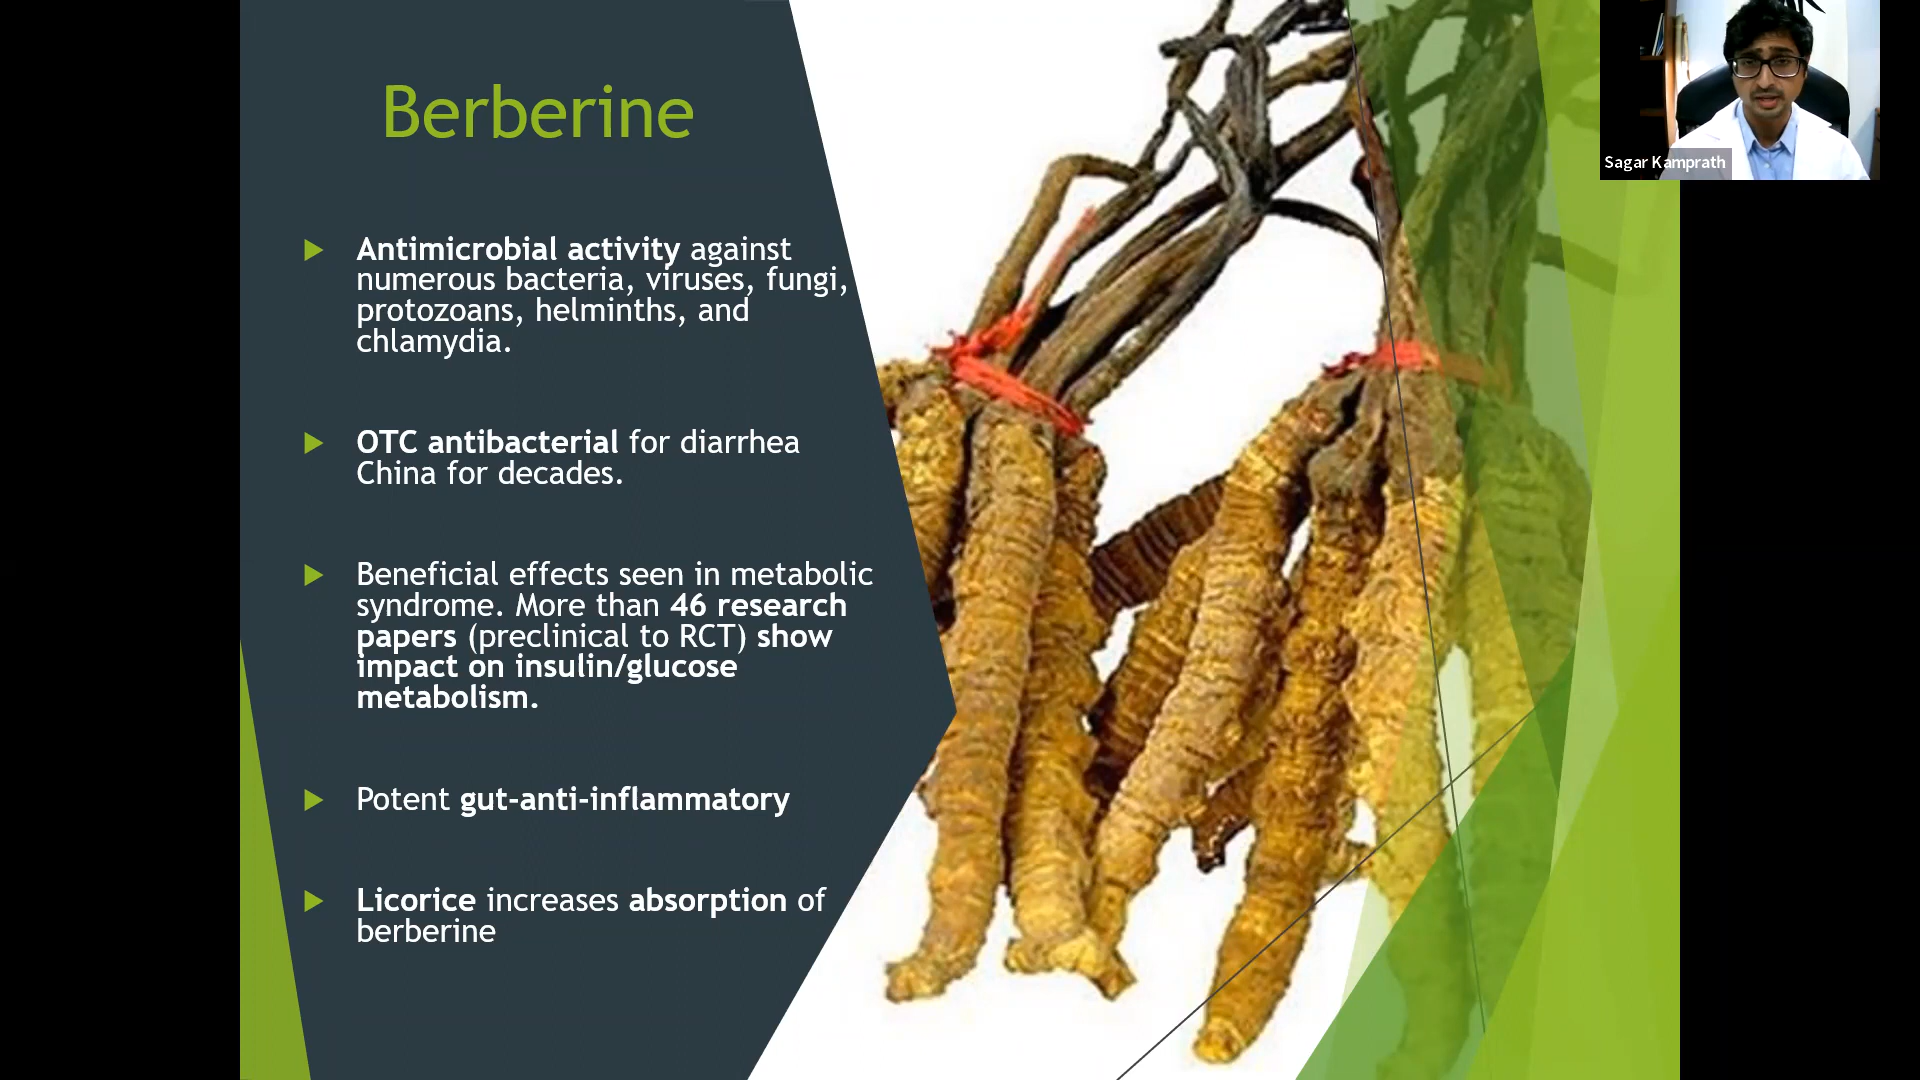 Berberine
Antimicrobial activity against
numerous bacteria, viruses, fungi,
protozoans, helminths, and
chlamydia.
OTC antibacterial for diarrhea
China for decades.
Beneficial effects seen in metabolic
syndrome. More than 46 research
papers (preclinical to RCT) show
impact on insulin/glucose
metabolism.
Potent gut-anti-inflammatory
Licorice increases absorption of
berberine
Sagar Kamprath